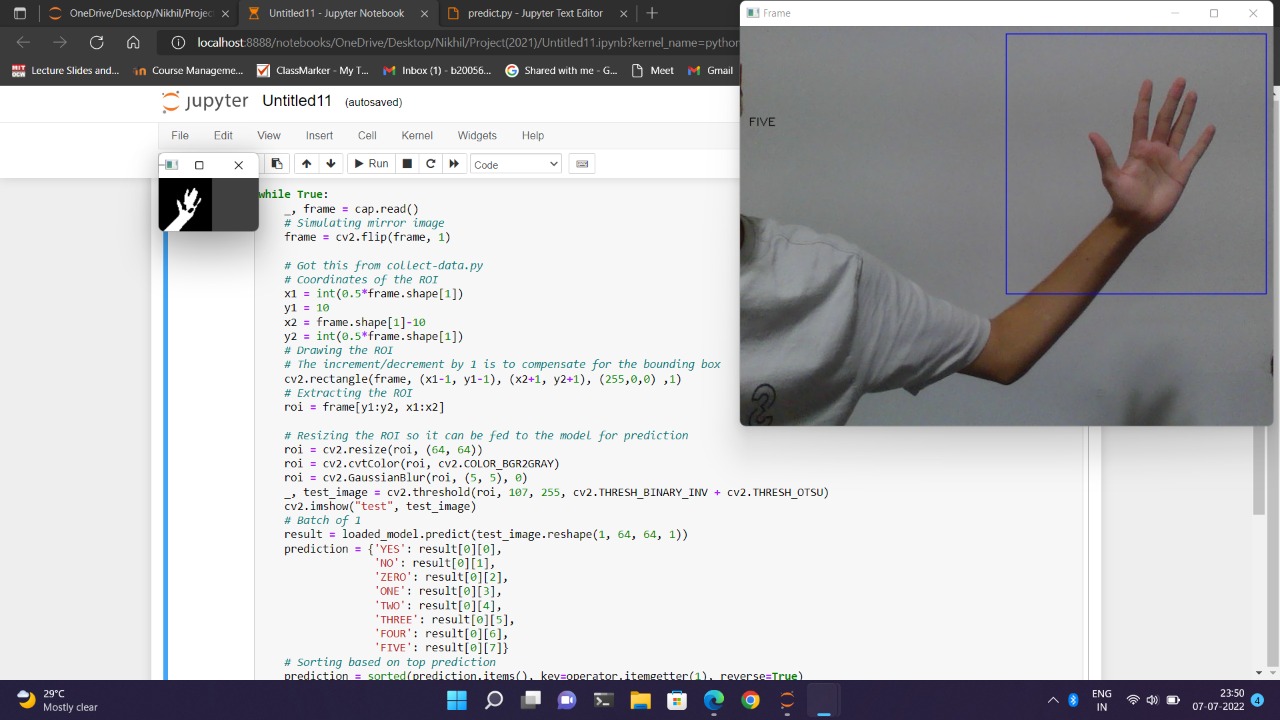 OneDrive/Desktop/Nikhil/Project
Untitled11 - Jupyter Notebook
predict.py - Jupyter Text Editor
Frame
localhost:8888/notebooks/OneDrive/Desktop/Nikhil/Project(2021)/Untitled11.ipynb?kernel_name=python
Lecture Slides and...
Course Manageme...
ClassMarker - My T...
Inbox (1) - b20056...
Shared with me - G...
Meet
Gmail
jupyter Untitled11 (autosaved)
FIVE
File Edit View Insert Cell Kernel Widgets Help
Run
Code
while True:
_, frame = cap.read()
# Simulating mirror image
frame = cv2.flip(frame, 1)
# Got this from collect-data.py
# Coordinates of the ROI
x1 = int(0.5*frame.shape[1])
y1 = 10
x2 = frame.shape[1]-10
y2 = int(0.5*frame.shape[1])
# Drawing the ROI
# The increment/decrement by 1 is to compensate for the bounding box
cv2.rectangle(frame, (x1-1, y1-1), (x2+1, y2+1), (255,0,0) ,1)
# Extracting the ROI
roi = frame[y1:y2, x1:x2]
# Resizing the ROI so it can be fed to the model for prediction
roi = cv2.resize(roi, (64, 64))
roi = cv2.cvtColor(roi, cv2.COLOR_BGR2GRAY)
roi = cv2.GaussianBlur(roi, (5, 5), 0)
_, test_image = cv2.threshold(roi, 107, 255, cv2.THRESH_BINARY_INV + cv2.THRESH_OTSU)
cv2.imshow("test", test_image)
# Batch of 1
result = loaded_model.predict(test_image.reshape(1, 64, 64, 1))
prediction = {'YES': result[0][0],
'NO': result[0][1],
'ZERO': result[0][2],
'ONE': result[0][3],
'TWO': result[0][4],
'THREE': result[0][5],
'FOUR': result[0][6],
'FIVE': result[0][7]}
# Sorting based on top prediction
prediction = sorted(prediction.items(), key=operator.itemgetter(1), reverse=True)
29°C
Mostly clear
ENG
IN
23:50
07-07-2022
4